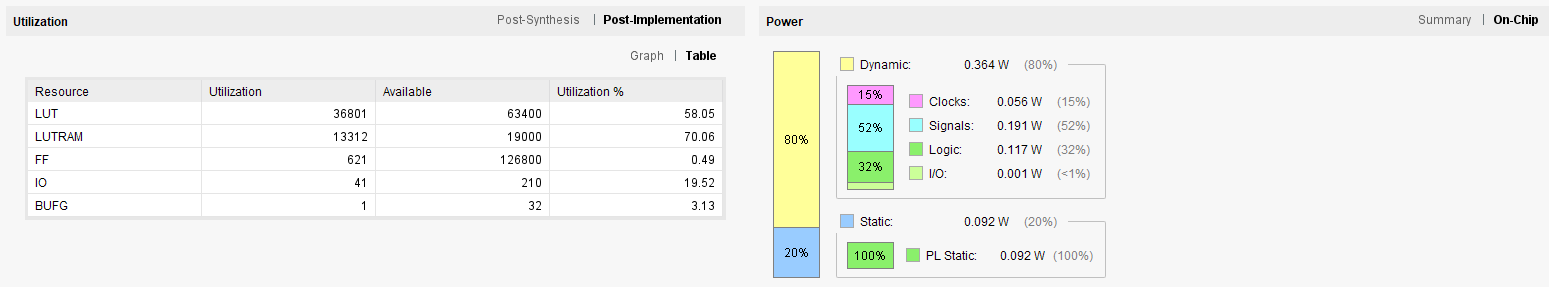 Utilization Post-Synthesis | Post-Implementation
Graph | Table
Resource Utilization Available Utilization %
LUT 36801 63400 58.05
LUTRAM 13312 19000 70.06
FF 621 126800 0.49
IO 41 210 19.52
BUFG 1 32 3.13
Power Summary | On-Chip
80%
20%
Dynamic: 0.364 W (80%)
15%
52%
32%
Clocks: 0.056 W (15%)
Signals: 0.191 W (52%)
Logic: 0.117 W (32%)
I/O: 0.001 W (<1%)
Static: 0.092 W (20%)
100% PL Static: 0.092 W (100%)